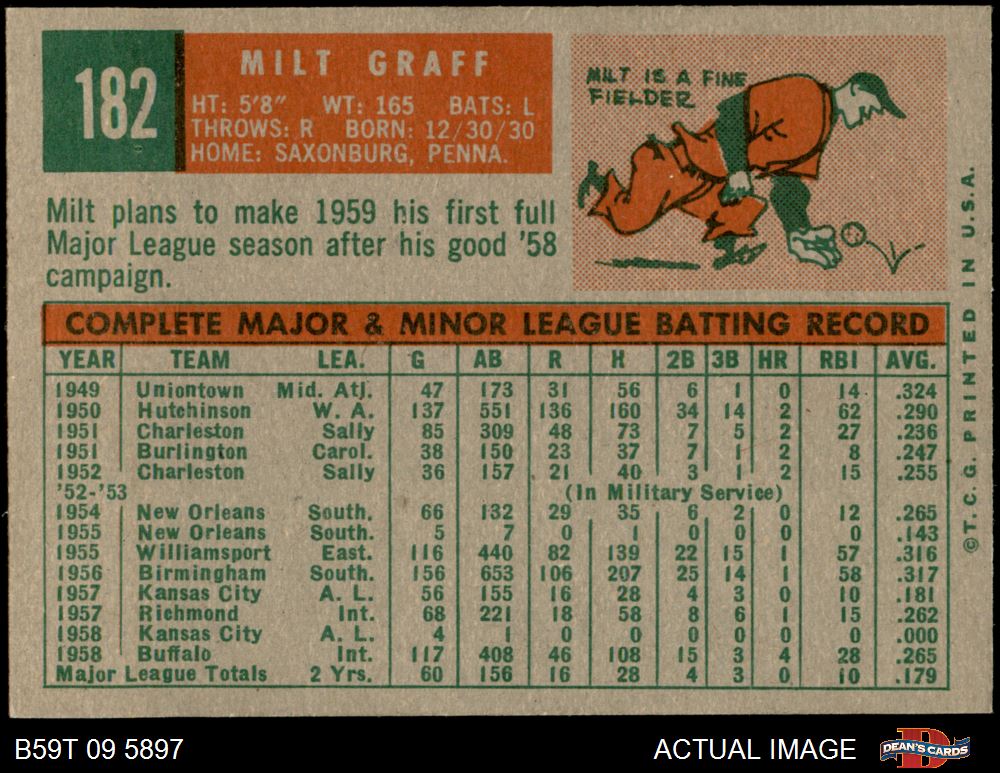 182
MILT GRAFF
HT: 5'8" WT: 165 BATS: L
THROWS: R BORN: 12/30/30
HOME: SAXONBURG, PENNA.
MILT IS A FINE
FIELDER
Milt plans to make 1959 his first full
Major League season after his good '58
campaign.
COMPLETE MAJOR & MINOR LEAGUE BATTING RECORD
YEAR TEAM LEA. G AB R H 2B 3B HR RBI AVG.
1949 Uniontown Mid. Atl. 47 173 31 56 6 1 0 14 .324
1950 Hutchinson W. A. 137 551 136 160 34 14 2 62 .290
1951 Charleston Sally 85 309 48 73 7 5 2 27 .236
1951 Burlington Carol. 38 150 23 37 7 1 2 8 .247
1952 Charleston Sally 36 157 21 40 3 1 2 15 .255
'52-'53 (In Military Service)
1954 New Orleans South. 66 132 29 35 6 2 0 12 .265
1955 New Orleans South. 5 7 0 1 0 0 0 0 .143
1955 Williamsport East. 116 440 82 139 22 15 1 57 .316
1956 Birmingham South. 156 653 106 207 25 14 1 58 .317
1957 Kansas City A. L. 56 155 16 28 4 3 0 10 .181
1957 Richmond Int. 68 221 18 58 8 6 1 15 .262
1958 Kansas City A. L. 4 1 0 0 0 0 0 0 .000
1958 Buffalo Int. 117 408 46 108 15 3 4 28 .265
Major League Totals 2 Yrs. 60 156 16 28 4 3 0 10 .179
©T.C.G. PRINTED IN U.S.A.
B59T 09 5897
ACTUAL IMAGE
DEAN'S CARDS